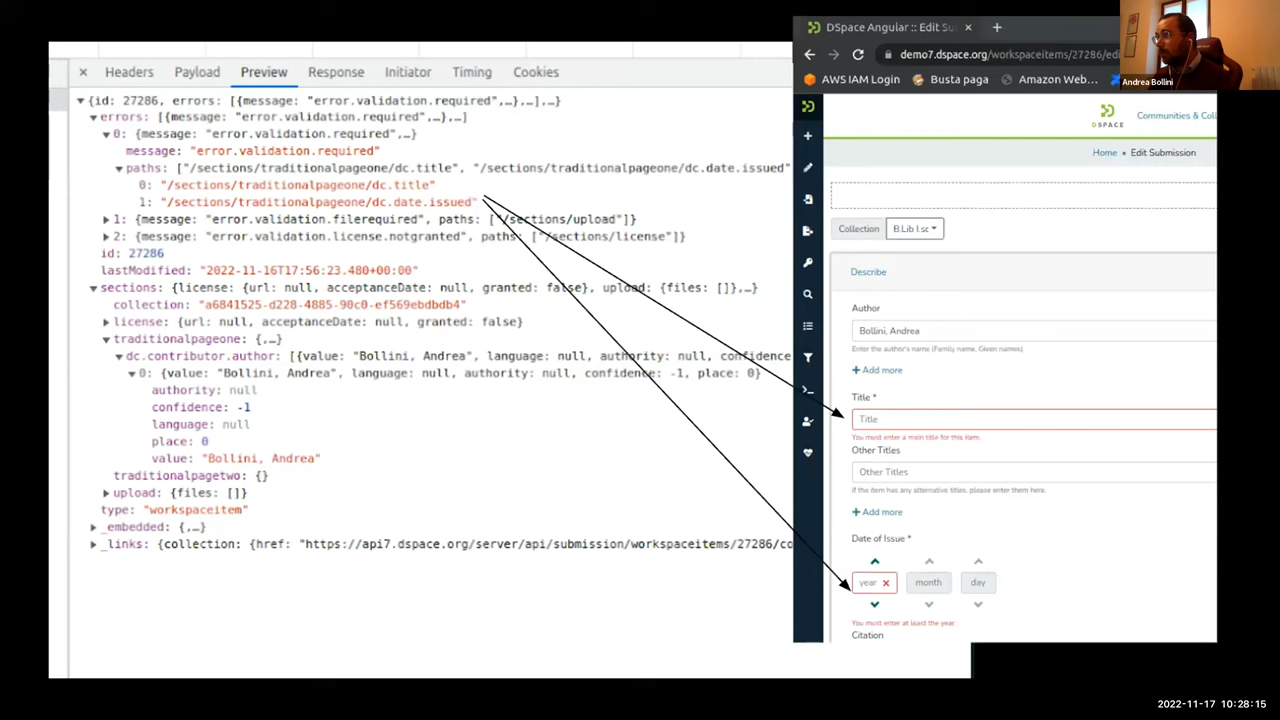 × Headers Payload Preview Response Initiator Timing Cookies
{id: 27286, errors: [{message: "error.validation.required",…},…],…}
errors: [{message: "error.validation.required",…},…]
0: {message: "error.validation.required",…}
message: "error.validation.required"
paths: ["/sections/traditionalpageone/dc.title", "/sections/traditionalpageone/dc.date.issued"
0: "/sections/traditionalpageone/dc.title"
1: "/sections/traditionalpageone/dc.date.issued"
1: {message: "error.validation.filerequired", paths: ["/sections/upload"]}
2: {message: "error.validation.license.notgranted", paths: ["/sections/license"]}
id: 27286
lastModified: "2022-11-16T17:56:23.480+00:00"
sections: {license: {url: null, acceptanceDate: null, granted: false}, upload: {files: []},…}
collection: "a6841525-d228-4885-90c0-ef569ebdbdb4"
license: {url: null, acceptanceDate: null, granted: false}
traditionalpageone: {,…}
dc.contributor.author: [{value: "Bollini, Andrea", language: null, authority: null, confidence
0: {value: "Bollini, Andrea", language: null, authority: null, confidence: -1, place: 0}
authority: null
confidence: -1
language: null
place: 0
value: "Bollini, Andrea"
traditionalpagetwo: {}
upload: {files: []}
type: "workspaceitem"
_embedded: {,…}
_links: {collection: {href: "https://api7.dspace.org/server/api/submission/workspaceitems/27286/co
DSpace Angular :: Edit Su
demo7.dspace.org/workspaceitems/27286/edi
AWS IAM Login Busta paga Amazon Web...
DSPACE
Communities & Coll
Home • Edit Submission
Collection B.Lib I.sc
Describe
Author
Bollini, Andrea
Enter the author's name (Family name, Given names)
+ Add more
Title *
Title
You must enter a main title for this item.
Other Titles
Other Titles
If the item has any alternative titles, please enter them here.
+ Add more
Date of Issue *
year × month day
You must enter at least the year
Citation
Andrea Bollini
2022-11-17 10:28:15